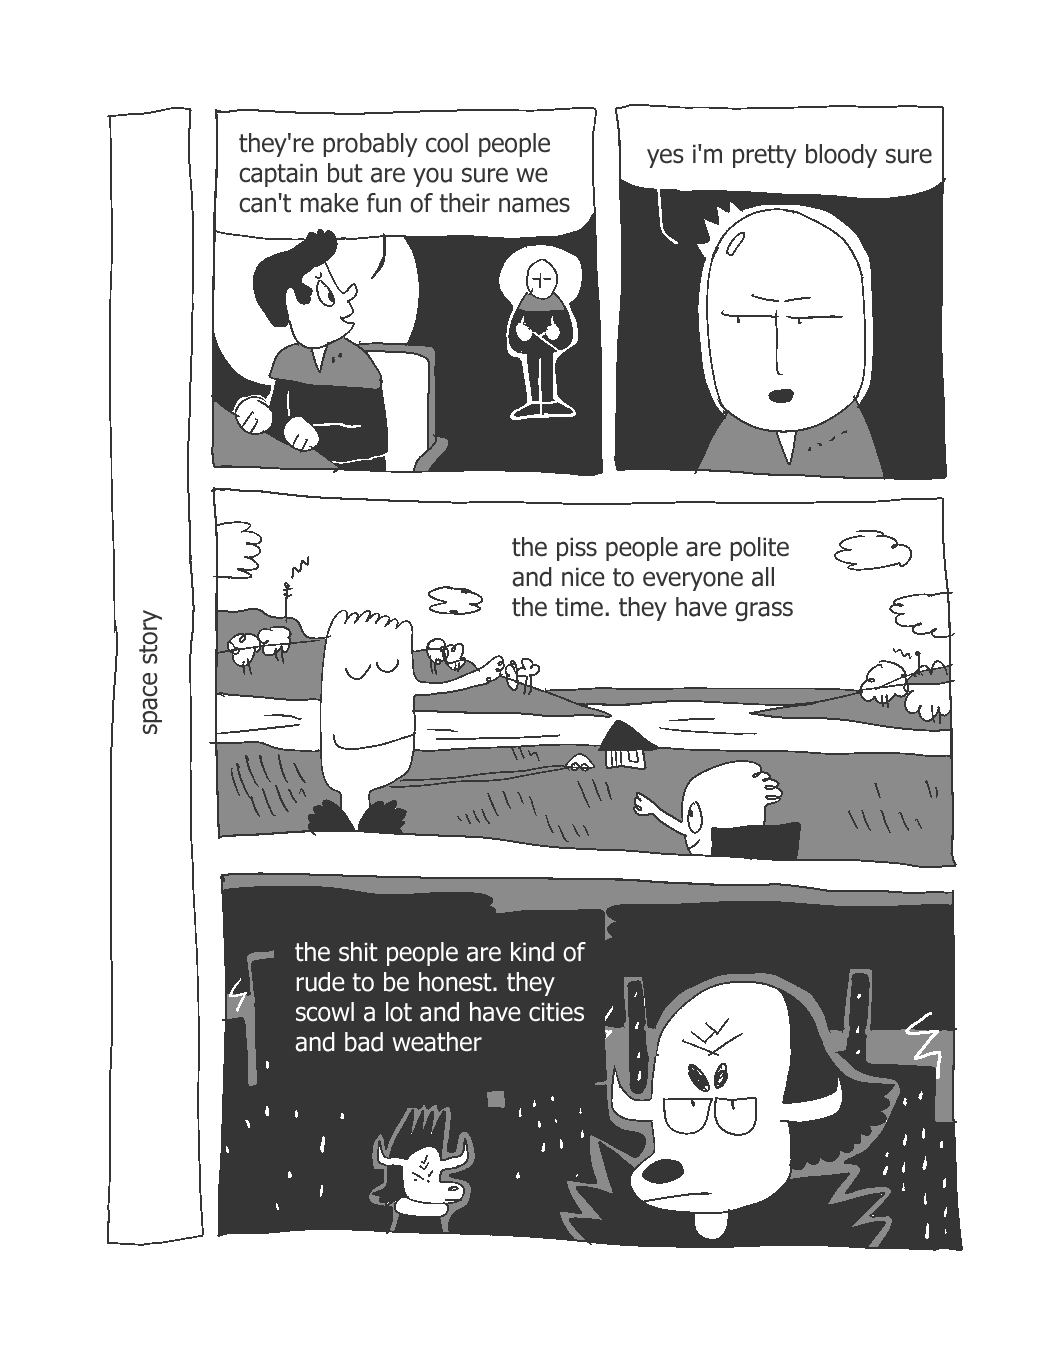 space story
they're probably cool people
captain but are you sure we
can't make fun of their names
yes i'm pretty bloody sure
the piss people are polite
and nice to everyone all
the time. they have grass
the shit people are kind of
rude to be honest. they
scowl a lot and have cities
and bad weather